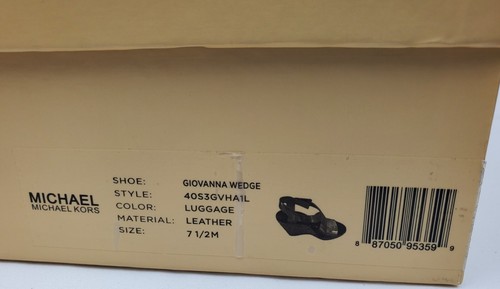 MICHAEL
MICHAEL KORS
SHOE: GIOVANNA WEDGE
STYLE: 40S3GVHA1L
COLOR: LUGGAGE
MATERIAL: LEATHER
SIZE: 7 1/2M
8 87050 95359 9